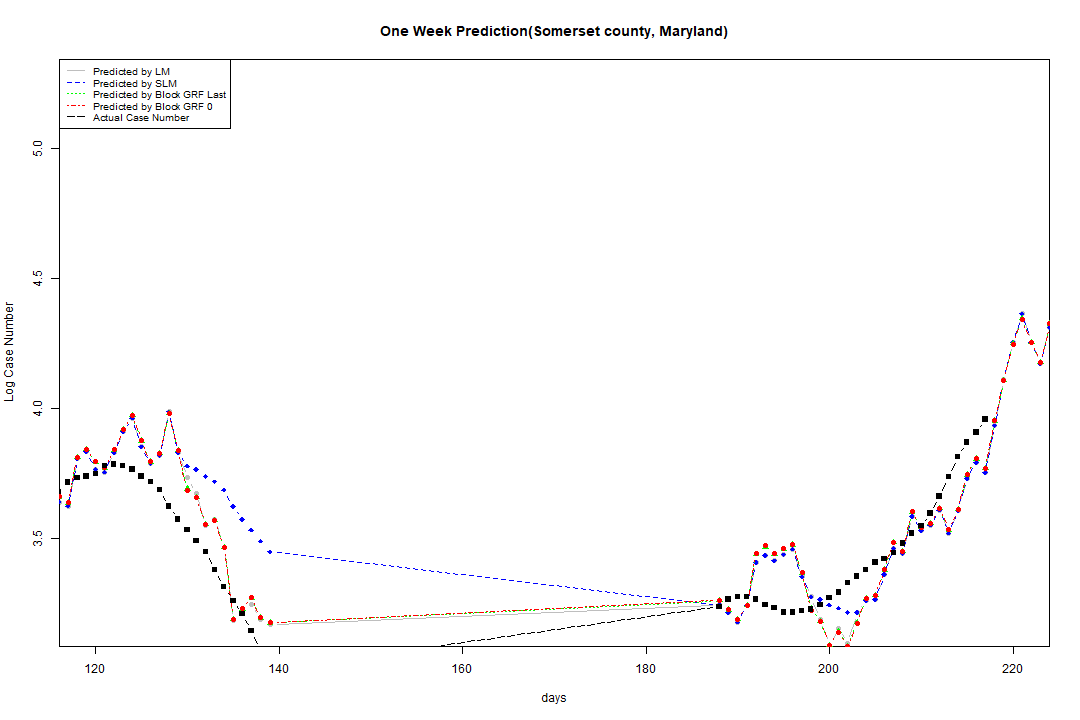 One Week Prediction(Somerset county, Maryland)
Predicted by LM
Predicted by SLM
Predicted by Block GRF Last
Predicted by Block GRF 0
Actual Case Number
5.0
4.5
4.0
3.5
Log Case Number
120 140 160 180 200 220
days